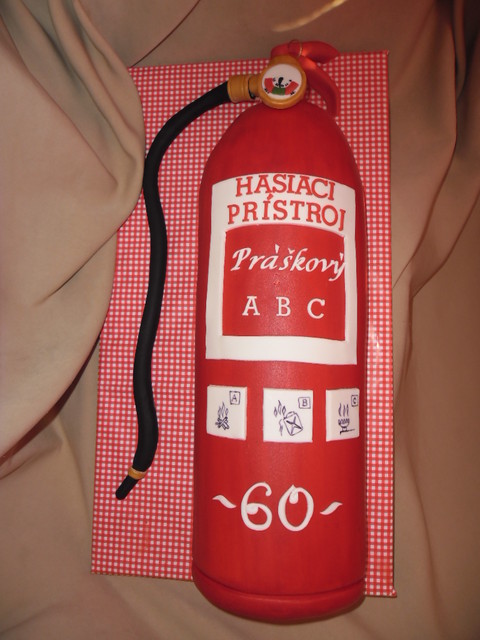 HASIACI
PRÍSTROJ
Práškový
A B C
A B C
~60~